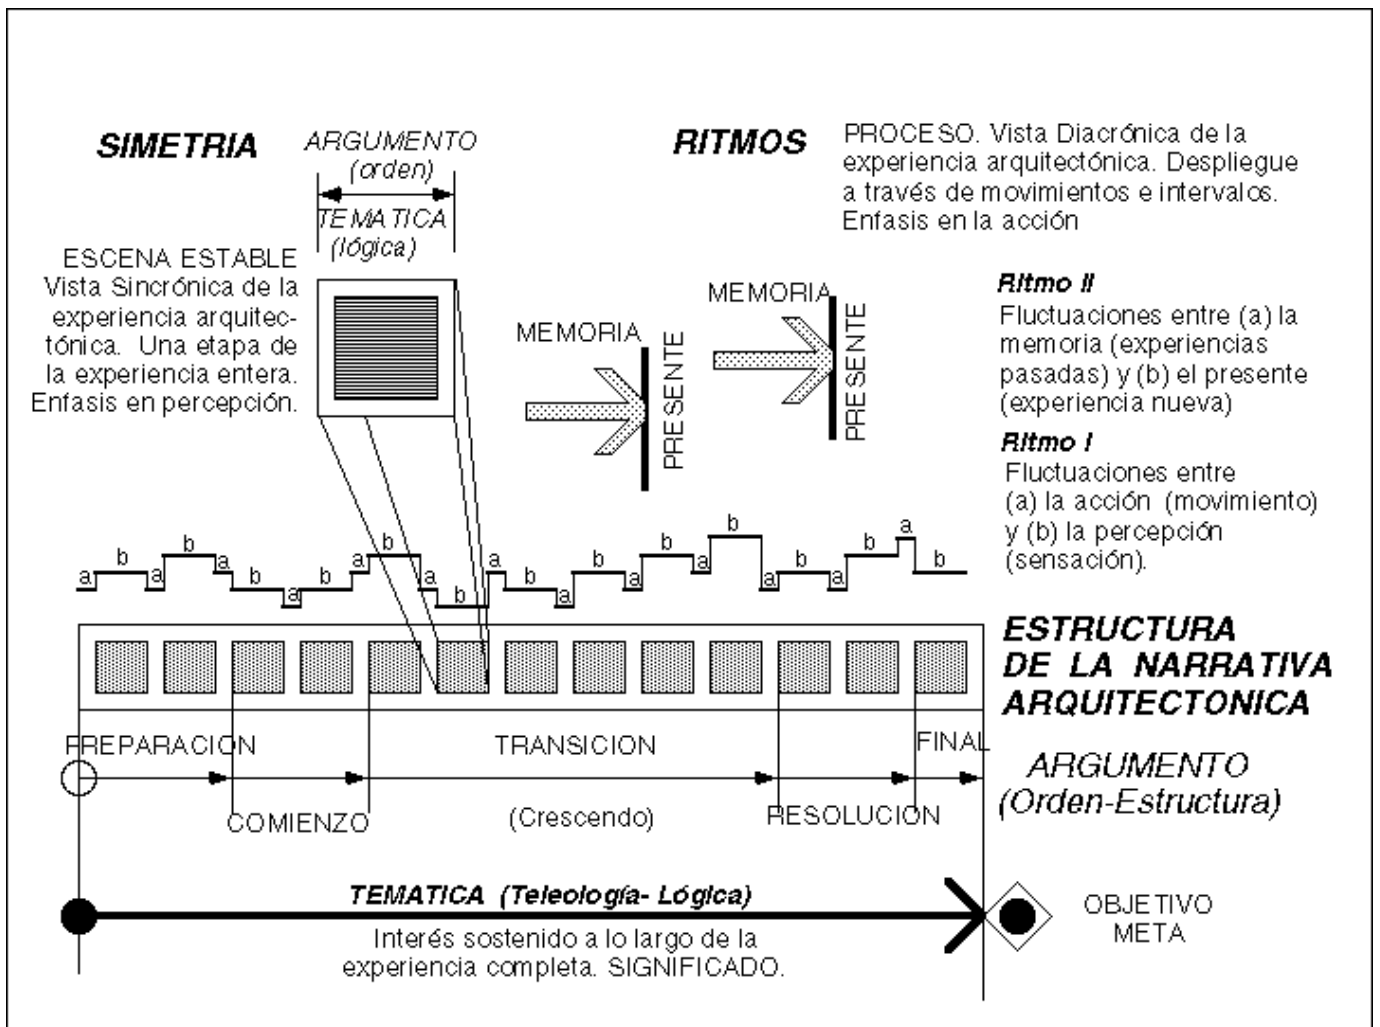 SIMETRIA
ARGUMENTO
(orden)
TEMATICA
(lógica)
ESCENA ESTABLE
Vista Sincrónica de la
experiencia arquitec-
tónica. Una etapa de
la experiencia entera.
Enfasis en percepción.
RITMOS
PROCESO. Vista Diacrónica de la
experiencia arquitectónica. Despliegue
a través de movimientos e intervalos.
Enfasis en la acción
MEMORIA
PRESENTE
MEMORIA
PRESENTE
Ritmo II
Fluctuaciones entre (a) la
memoria (experiencias
pasadas) y (b) el presente
(experiencia nueva)
Ritmo I
Fluctuaciones entre
(a) la acción (movimiento)
y (b) la percepción
(sensación).
a b a b a b a b a b a b a b a b a b a b a b a b a b
ESTRUCTURA
DE LA NARRATIVA
ARQUITECTONICA
PREPARACION
COMIENZO
TRANSICION
(Crescendo)
RESOLUCION
FINAL
ARGUMENTO
(Orden-Estructura)
TEMATICA (Teleología- Lógica)
Interés sostenido a lo largo de la
experiencia completa. SIGNIFICADO.
OBJETIVO
META